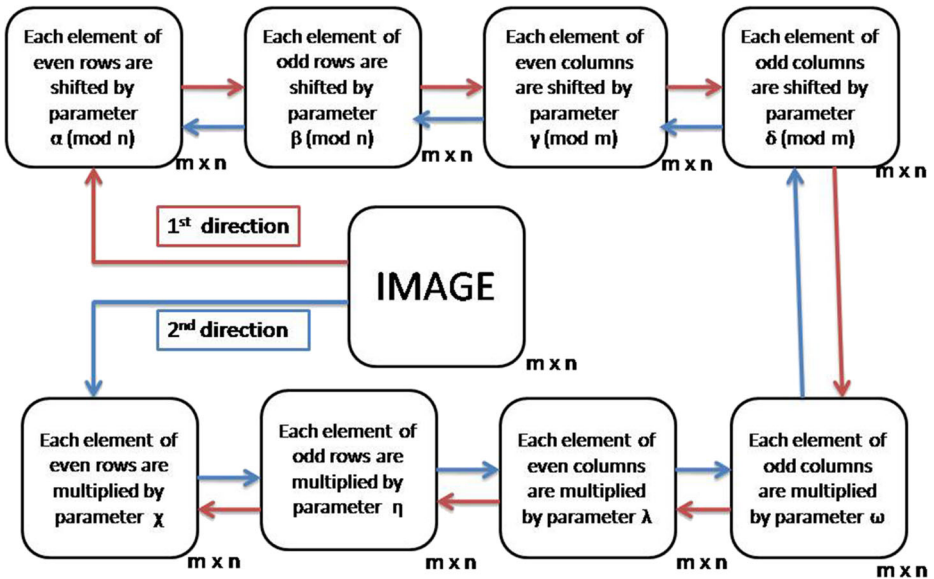 Each element of
even rows are
shifted by
parameter
α (mod n)
m x n
Each element of
odd rows are
shifted by
parameter
β (mod n)
m x n
Each element of
even columns
are shifted by
parameter
γ (mod m)
m x n
Each element of
odd columns
are shifted by
parameter
δ (mod m)
m x n
1st direction
IMAGE
2nd direction
m x n
Each element of
even rows are
multiplied by
parameter χ
m x n
Each element of
odd rows are
multiplied by
parameter η
m x n
Each element of
even columns
are multiplied
by parameter λ
m x n
Each element of
odd columns
are multiplied
by parameter ω
m x n